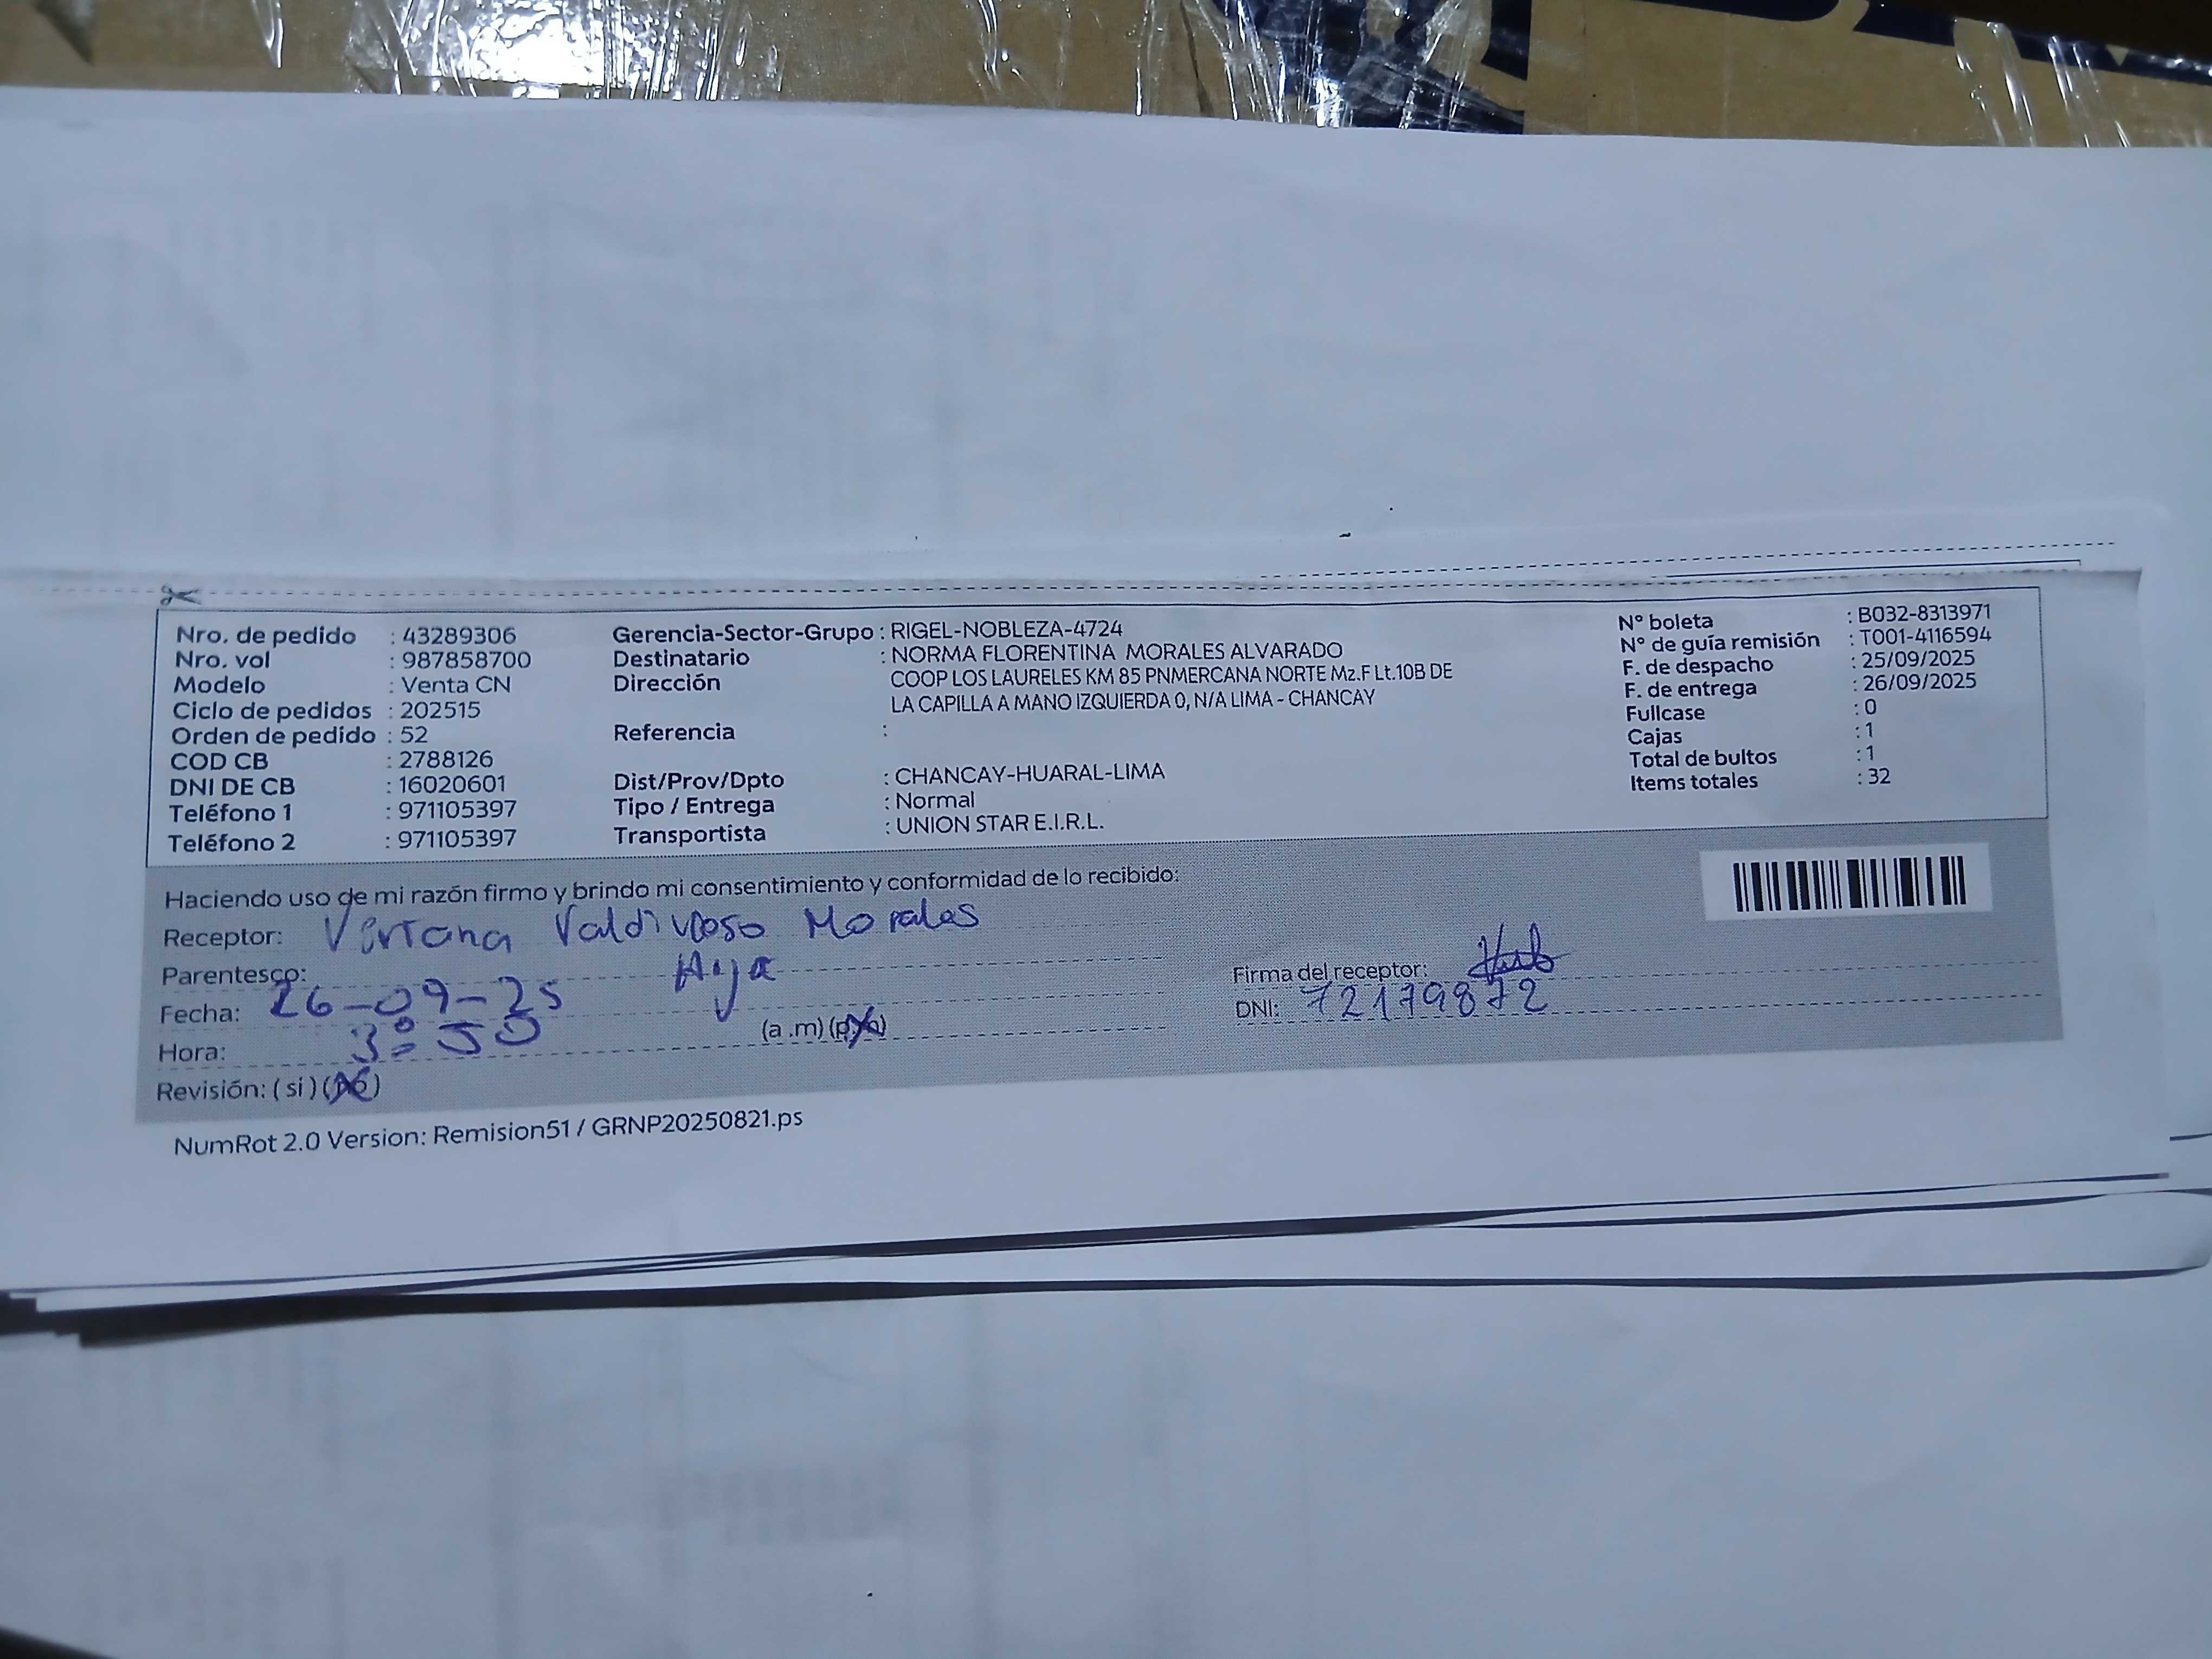 Nro. de pedido : 43289306
Nro. vol : 987858700
Modelo : Venta CN
Ciclo de pedidos : 202515
Orden de pedido : 52
COD CB : 2788126
DNI DE CB : 16020601
Teléfono 1 : 971105397
Teléfono 2 : 971105397
Gerencia-Sector-Grupo : RIGEL-NOBLEZA-4724
Destinatario : NORMA FLORENTINA MORALES ALVARADO
Dirección COOP LOS LAURELES KM 85 PNMERCANA NORTE Mz.F Lt.10B DE
LA CAPILLA A MANO IZQUIERDA 0, N/A LIMA - CHANCAY
Referencia :
Dist/Prov/Dpto : CHANCAY-HUARAL-LIMA
Tipo / Entrega : Normal
Transportista : UNION STAR E.I.R.L.
N° boleta : B032-8313971
N° de guía remisión : T001-4116594
F. de despacho : 25/09/2025
F. de entrega : 26/09/2025
Fullcase : 0
Cajas : 1
Total de bultos : 1
Items totales : 32
Haciendo uso de mi razón firmo y brindo mi consentimiento y conformidad de lo recibido:
Receptor: Valdivieso Morales
Parentesco: Hija
Fecha: 26-09-25
Hora: 3:50 (a.m) (p.m)
Revisión: (si) (no)
Firma del receptor:
DNI: 72179872
NumRot 2.0 Version: Remision51 / GRNP20250821.ps